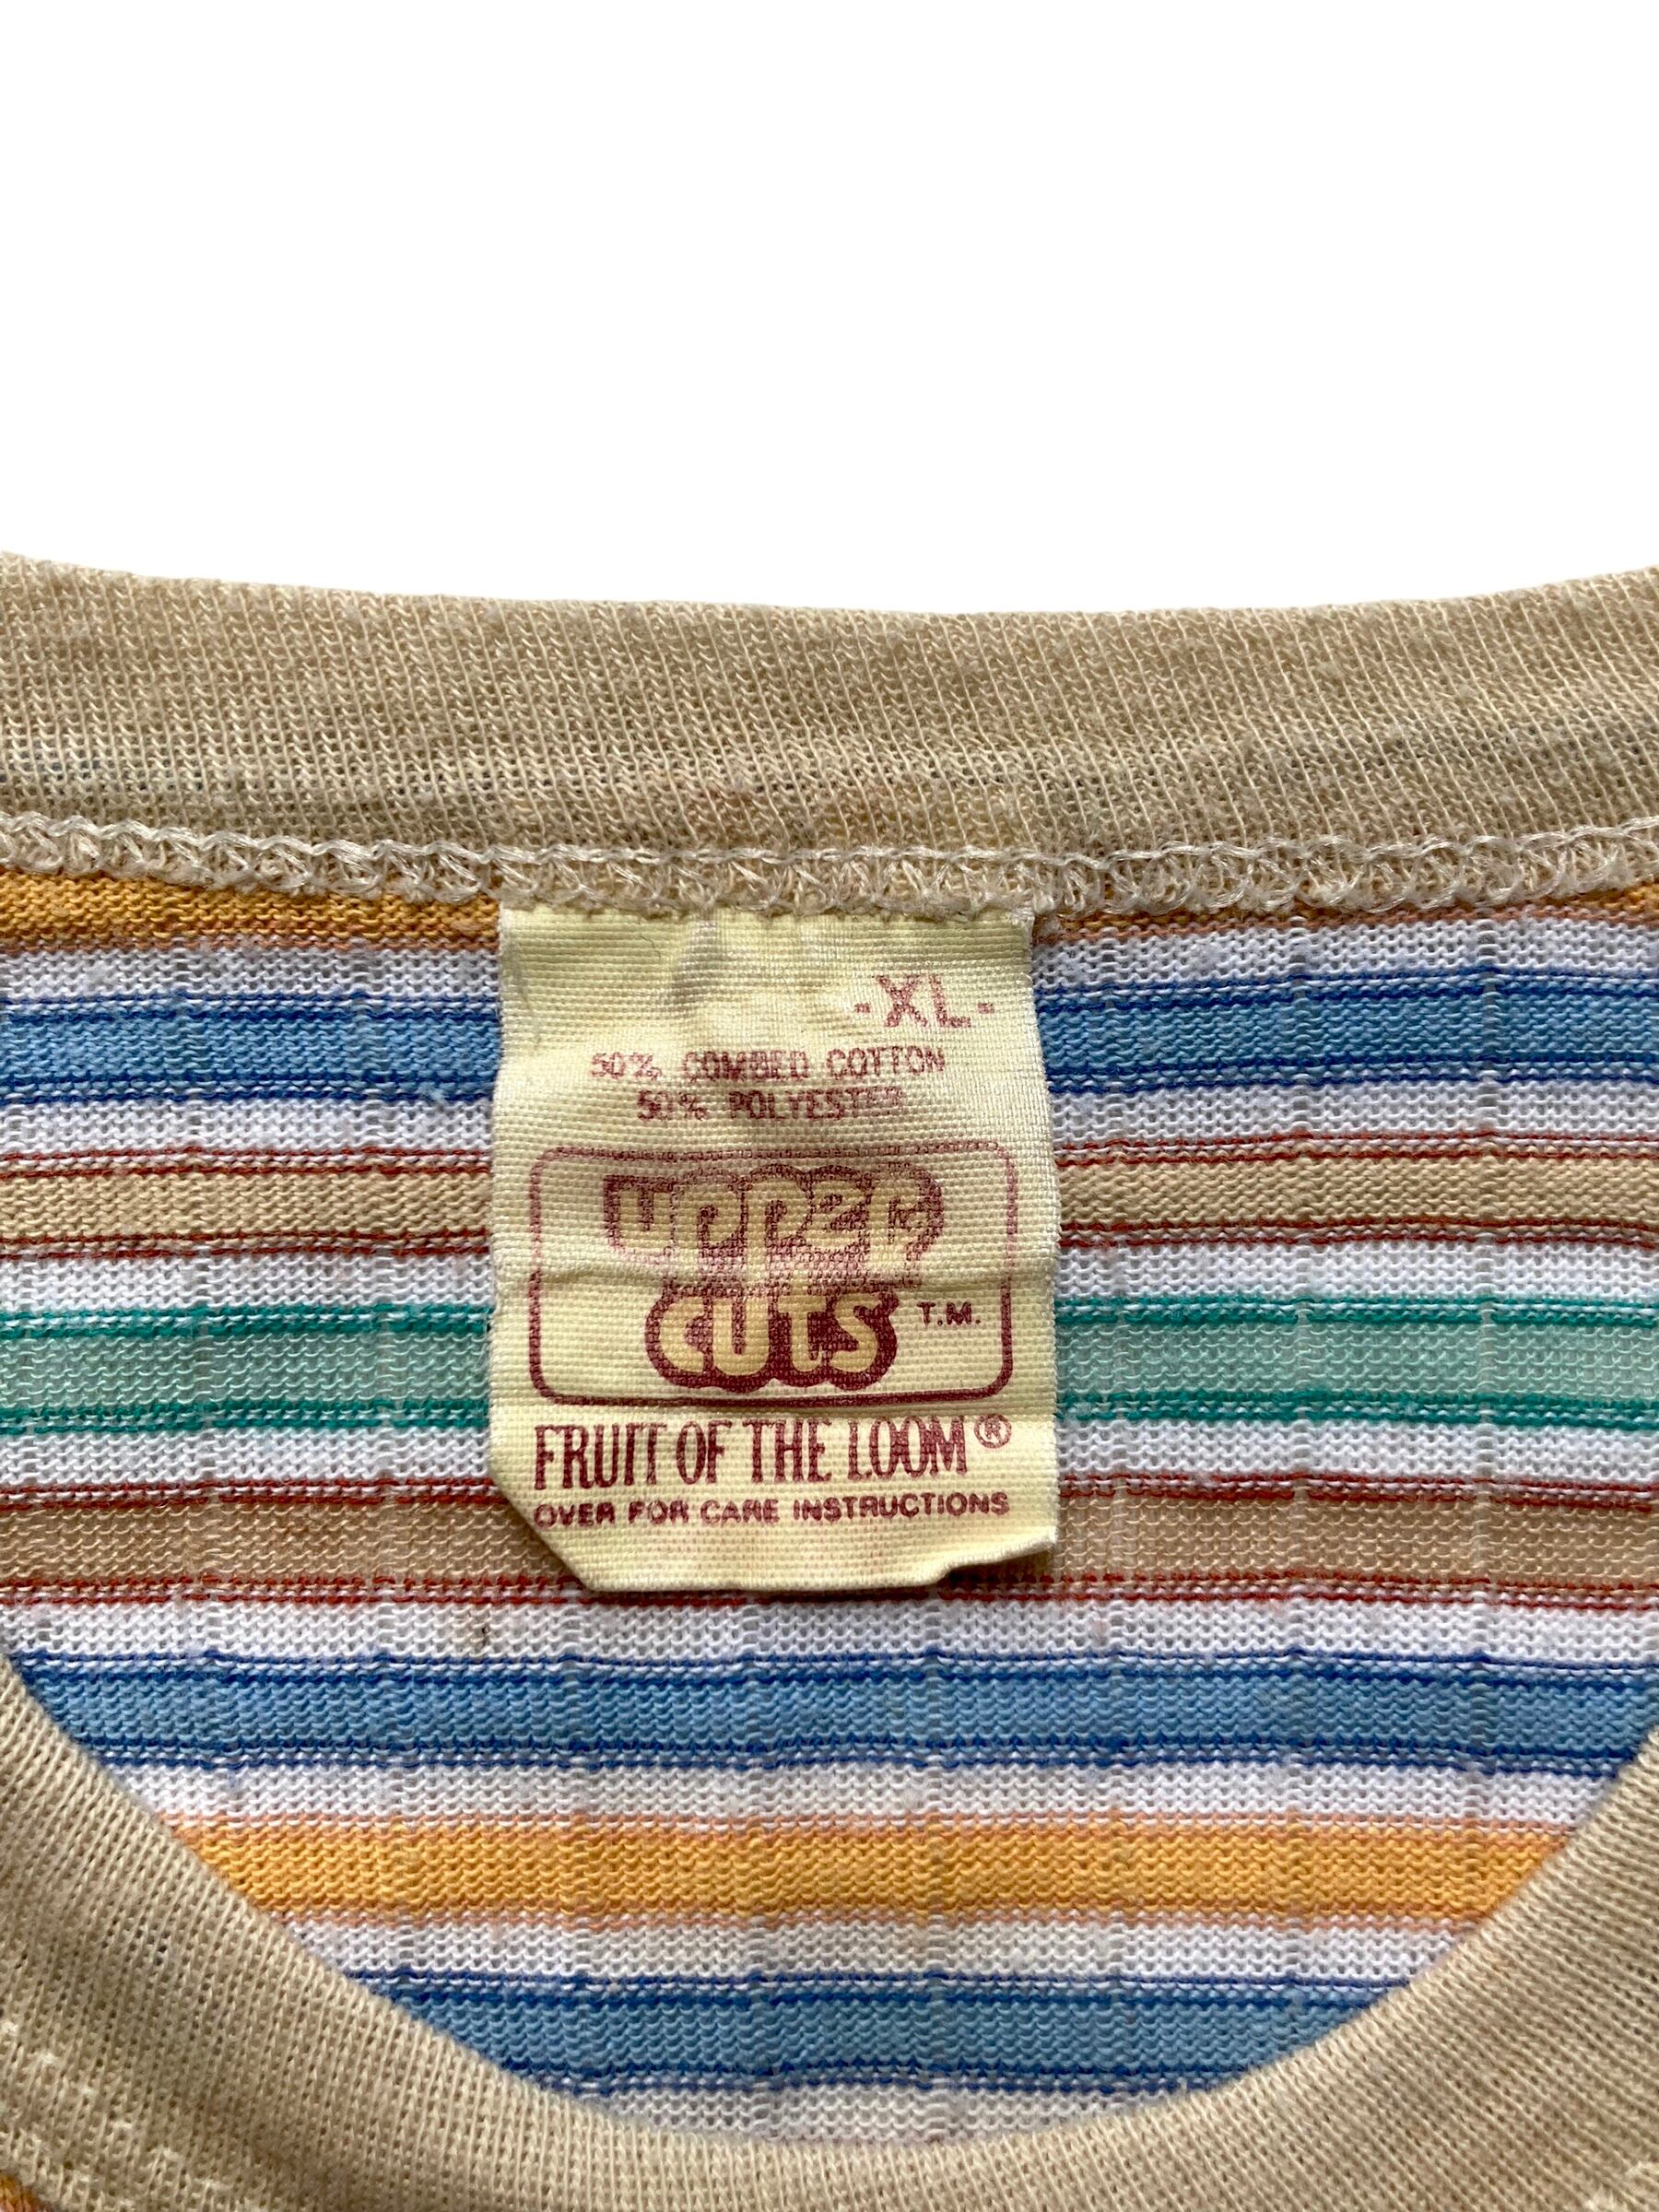 -XL-
50% COMBED COTTON
50% POLYESTER
UPPER
CUTS T.M.
FRUIT OF THE LOOM®
OVER FOR CARE INSTRUCTIONS